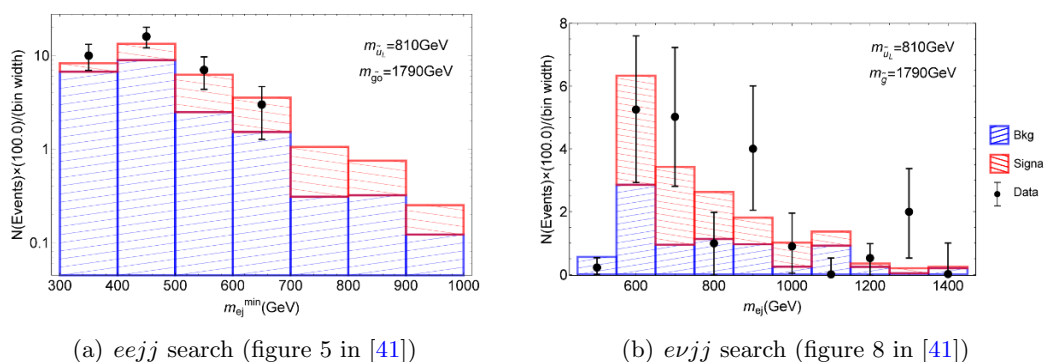 N(Events)×(100.0)/(bin width)
10
1
0.1
m_ũL=810GeV
m_g̃o=1790GeV
300 400 500 600 700 800 900 1000
m_ej^min(GeV)
(a) eejj search (figure 5 in [41])
N(Events)×(100.0)/(bin width)
8
6
4
2
0
m_ũL=810GeV
m_g̃=1790GeV
600 800 1000 1200 1400
m_ej(GeV)
Bkg
Signa
Data
(b) eνjj search (figure 8 in [41])